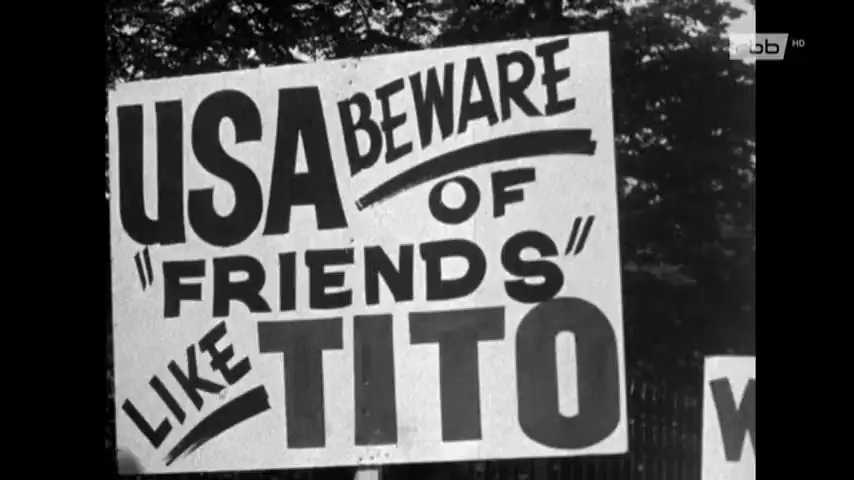 USA BEWARE
OF
"FRIENDS"
LIKE TITO
W
rbb HD